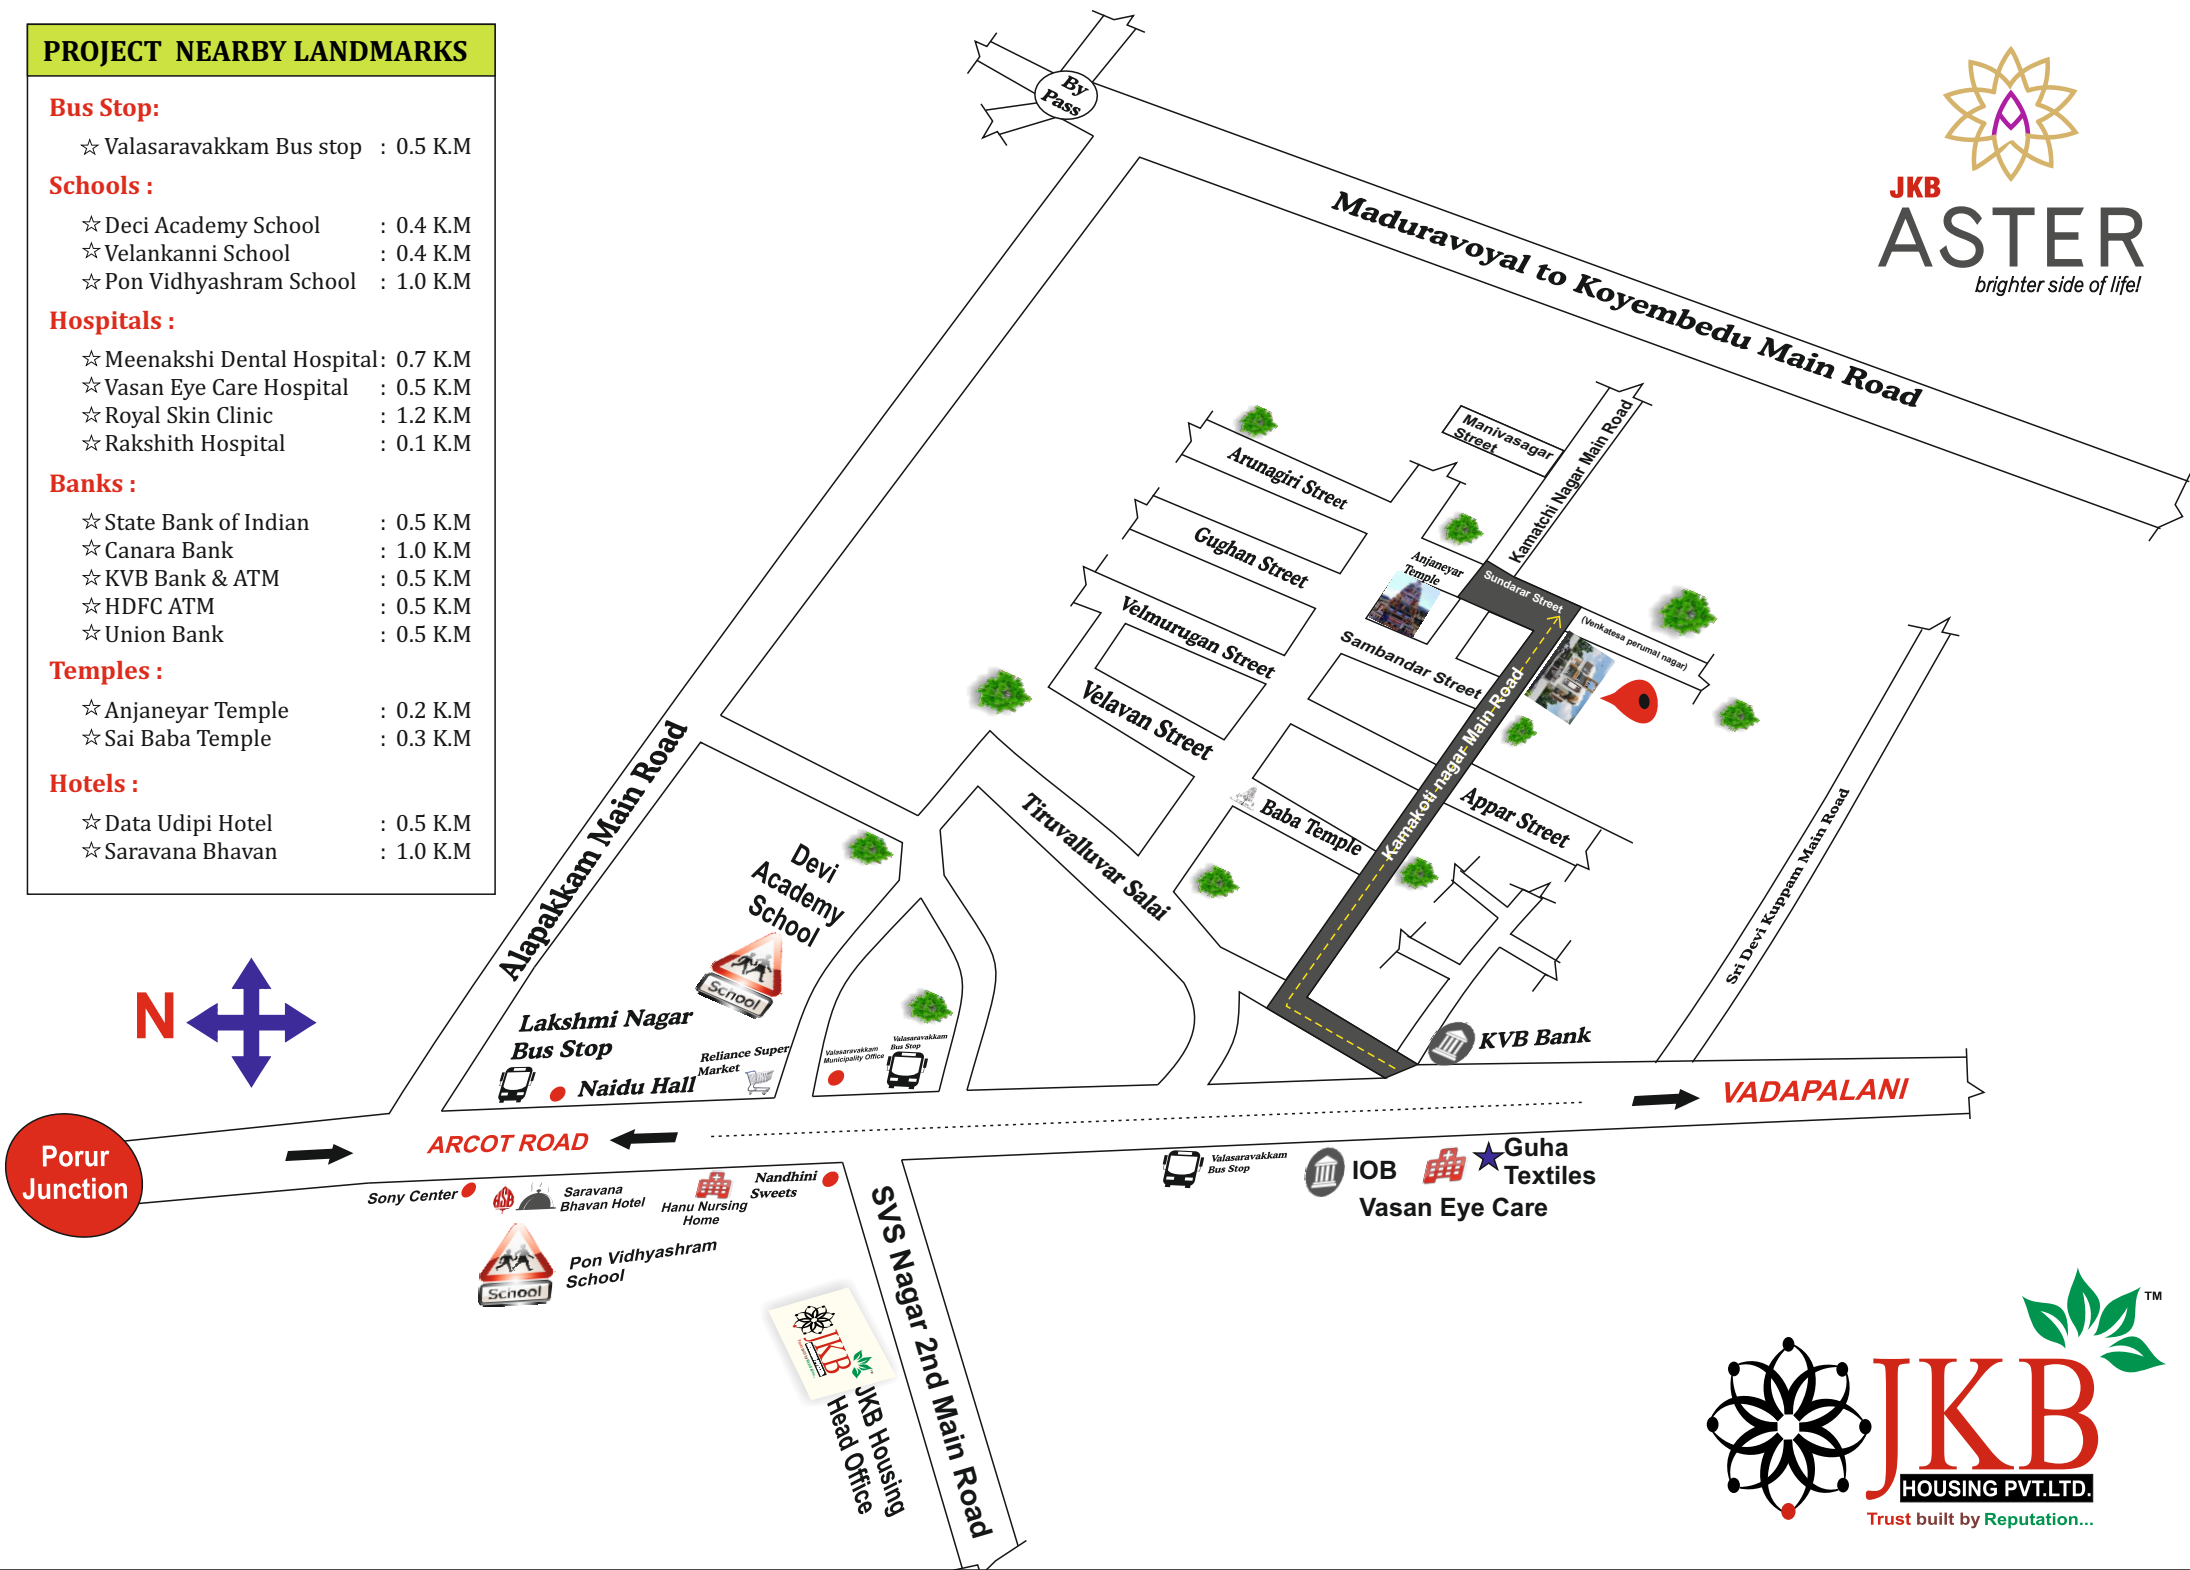 PROJECT NEARBY LANDMARKS
Bus Stop:
☆ Valasaravakkam Bus stop : 0.5 K.M
Schools :
☆ Deci Academy School : 0.4 K.M
☆ Velankanni School : 0.4 K.M
☆ Pon Vidhyashram School : 1.0 K.M
Hospitals :
☆ Meenakshi Dental Hospital : 0.7 K.M
☆ Vasan Eye Care Hospital : 0.5 K.M
☆ Royal Skin Clinic : 1.2 K.M
☆ Rakshith Hospital : 0.1 K.M
Banks :
☆ State Bank of Indian : 0.5 K.M
☆ Canara Bank : 1.0 K.M
☆ KVB Bank & ATM : 0.5 K.M
☆ HDFC ATM : 0.5 K.M
☆ Union Bank : 0.5 K.M
Temples :
☆ Anjaneyar Temple : 0.2 K.M
☆ Sai Baba Temple : 0.3 K.M
Hotels :
☆ Data Udipi Hotel : 0.5 K.M
☆ Saravana Bhavan : 1.0 K.M
N
By
Pass
Maduravoyal to Koyembedu Main Road
JKB
ASTER
brighter side of life!
Manivasagar
Street
Kamatchi Nagar Main Road
Arunagiri Street
Gughan Street
Anjaneyar
Temple
Sundarar Street
(Venkatesa perumal nagar)
Velmurugan Street
Sambandar Street
Velavan Street
Kamakoti nagar Main Road
Baba Temple
Appar Street
Tiruvalluvar Salai
Sri Devi Kuppam Main Road
Alapakkam Main Road
Devi
Academy
School
School
Lakshmi Nagar
Bus Stop
Naidu Hall
Reliance Super
Market
Valasaravakkam
Municipality Office
Valasaravakkam
Bus Stop
KVB Bank
VADAPALANI
ARCOT ROAD
Porur
Junction
Sony Center
HSB
Saravana
Bhavan Hotel
Hanu Nursing
Home
Nandhini
Sweets
Pon Vidhyashram
School
School
Valasaravakkam
Bus Stop
IOB
Vasan Eye Care
Guha
Textiles
SVS Nagar 2nd Main Road
JKB
JKB Housing
Head Office
JKB
TM
HOUSING PVT.LTD.
Trust built by Reputation...